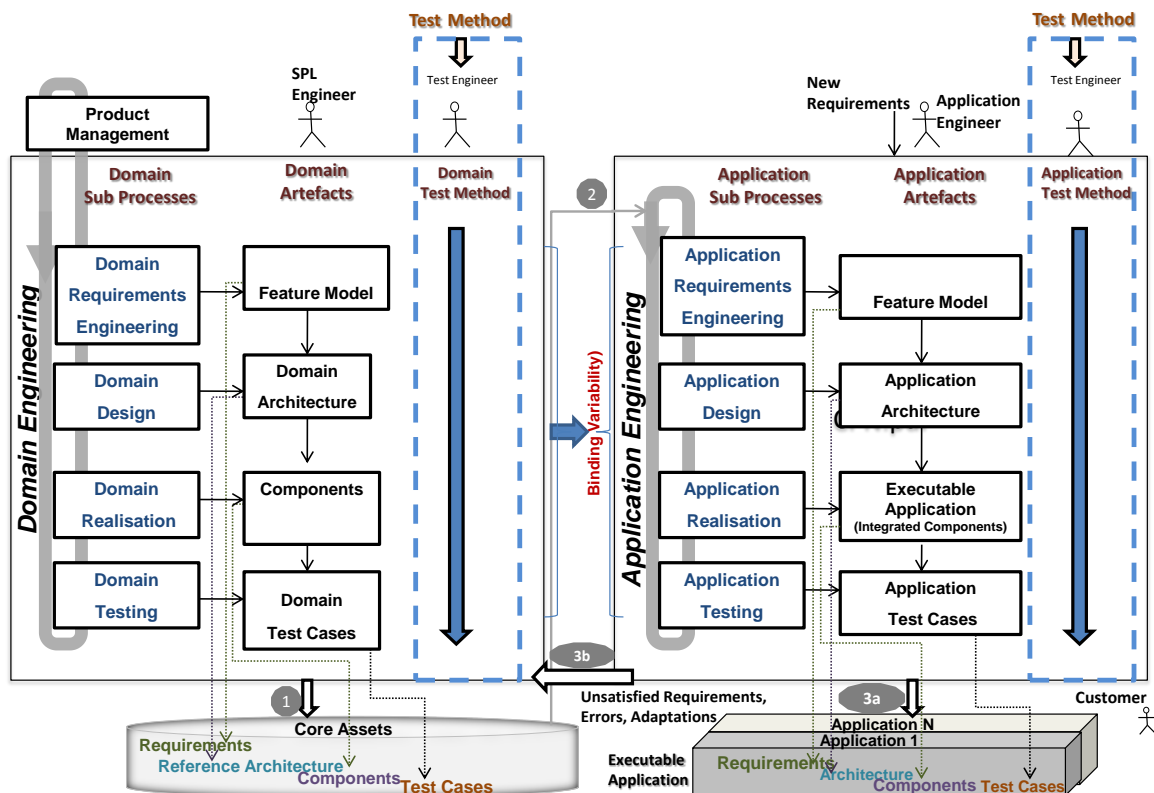 Test Method
Test Engineer
SPL
Engineer
Product
Management
Domain
Sub Processes
Domain
Artefacts
Domain
Test Method
Domain Engineering
Domain
Requirements
Engineering
Feature Model
Domain
Design
Domain
Architecture
Domain
Realisation
Components
Domain
Testing
Domain
Test Cases
1
Core Assets
Requirements
Reference Architecture
Components
Test Cases
2
Binding Variability)
3b
Unsatisfied Requirements,
Errors, Adaptations
Test Method
Test Engineer
New
Requirements
Application
Engineer
Application
Sub Processes
Application
Artefacts
Application
Test Method
Application Engineering
Application
Requirements
Engineering
Feature Model
Application
Design
Application
Architecture
Application
Realisation
Executable
Application
(Integrated Components)
Application
Testing
Application
Test Cases
3a
Customer
Application N
Application 1
Executable
Application
Requirements
Architecture
Components
Test Cases